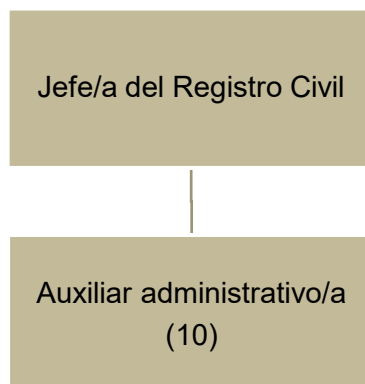 Jefe/a del Registro Civil
Auxiliar administrativo/a
(10)